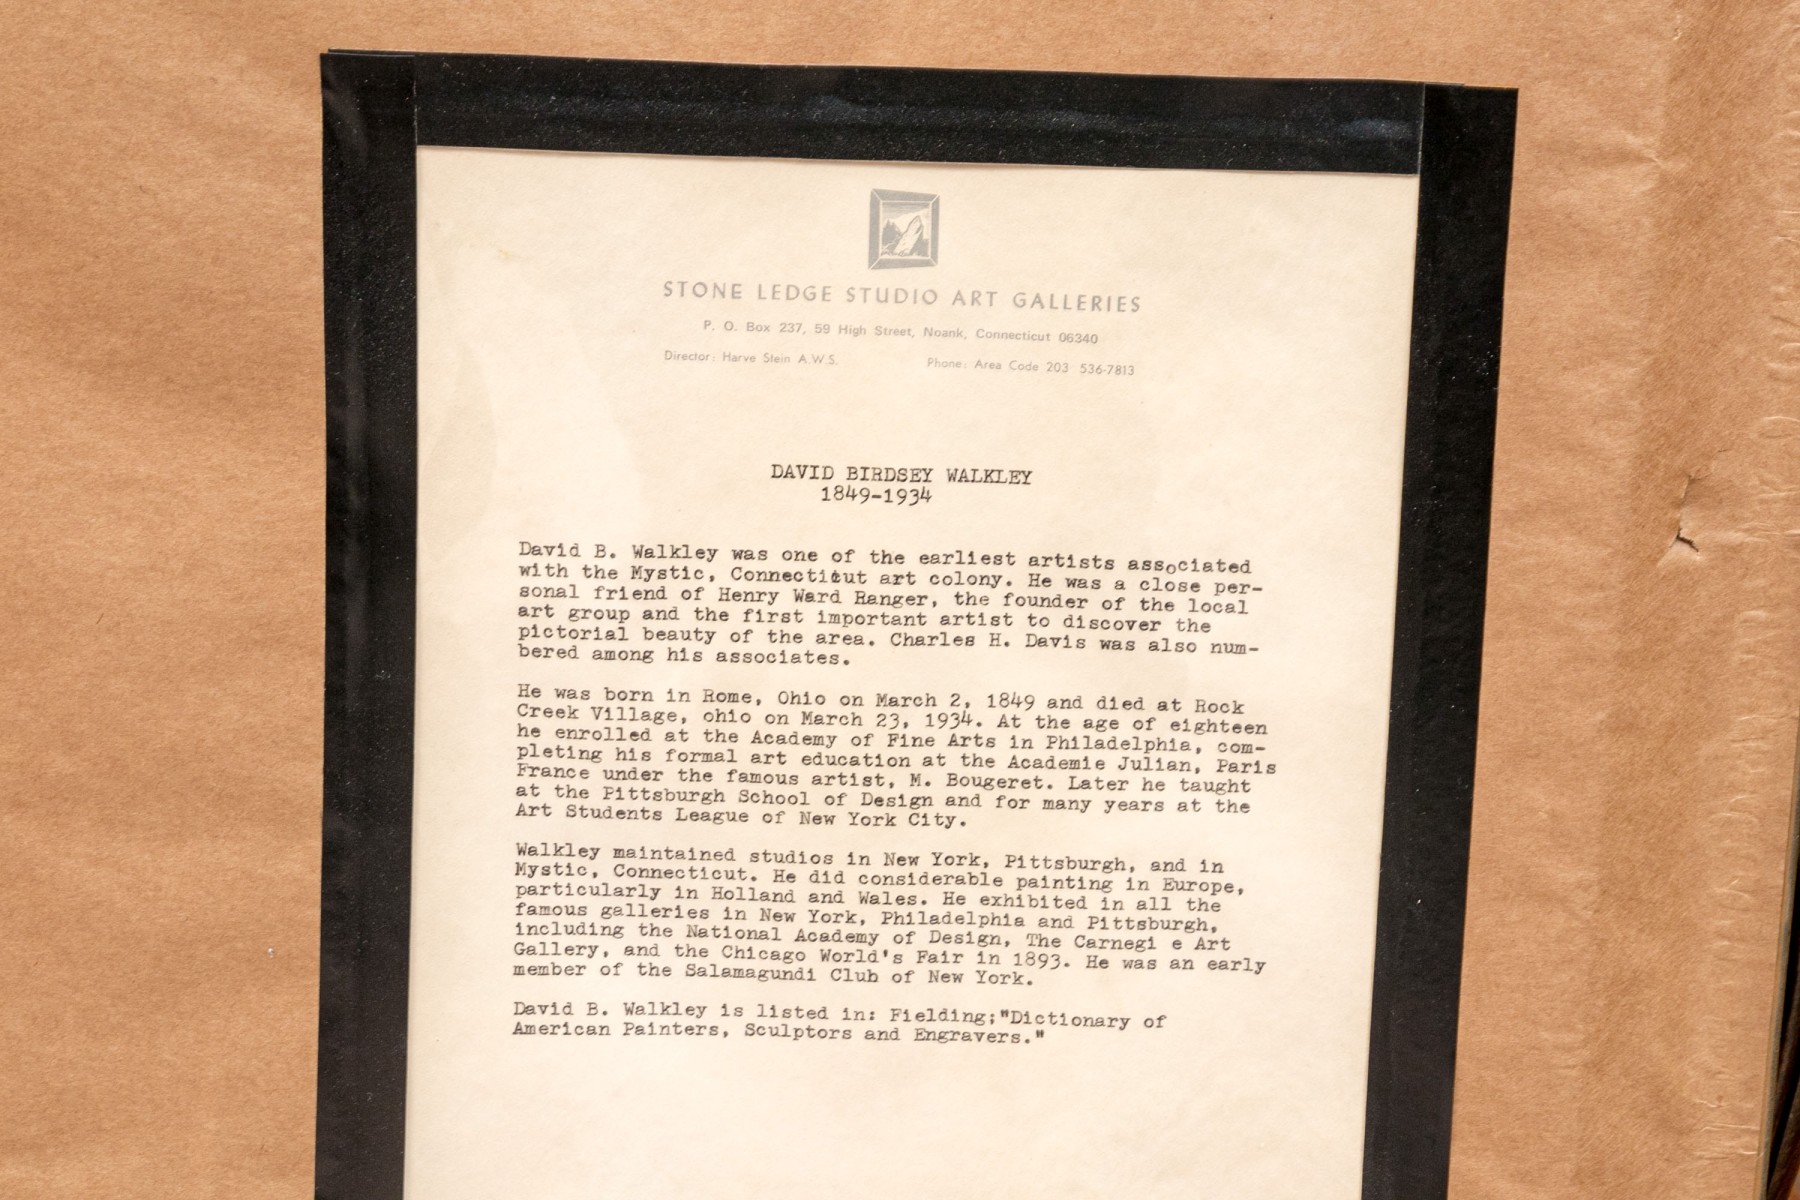 STONE LEDGE STUDIO ART GALLERIES
P. O. Box 237, 59 High Street, Noank, Connecticut 06340
Director: Harve Stein A.W.S. Phone: Area Code 203 536-7813
DAVID BIRDSEY WALKLEY
1849-1934
David B. Walkley was one of the earliest artists associated
with the Mystic, Connecticut art colony. He was a close per-
sonal friend of Henry Ward Ranger, the founder of the local
art group and the first important artist to discover the
pictorial beauty of the area. Charles H. Davis was also num-
bered among his associates.
He was born in Rome, Ohio on March 2, 1849 and died at Rock
Creek Village, ohio on March 23, 1934. At the age of eighteen
he enrolled at the Academy of Fine Arts in Philadelphia, com-
pleting his formal art education at the Academie Julian, Paris
France under the famous artist, M. Bougeret. Later he taught
at the Pittsburgh School of Design and for many years at the
Art Students League of New York City.
Walkley maintained studios in New York, Pittsburgh, and in
Mystic, Connecticut. He did considerable painting in Europe,
particularly in Holland and Wales. He exhibited in all the
famous galleries in New York, Philadelphia and Pittsburgh,
including the National Academy of Design, The Carnegi e Art
Gallery, and the Chicago World's Fair in 1893. He was an early
member of the Salamagundi Club of New York.
David B. Walkley is listed in: Fielding;"Dictionary of
American Painters, Sculptors and Engravers."